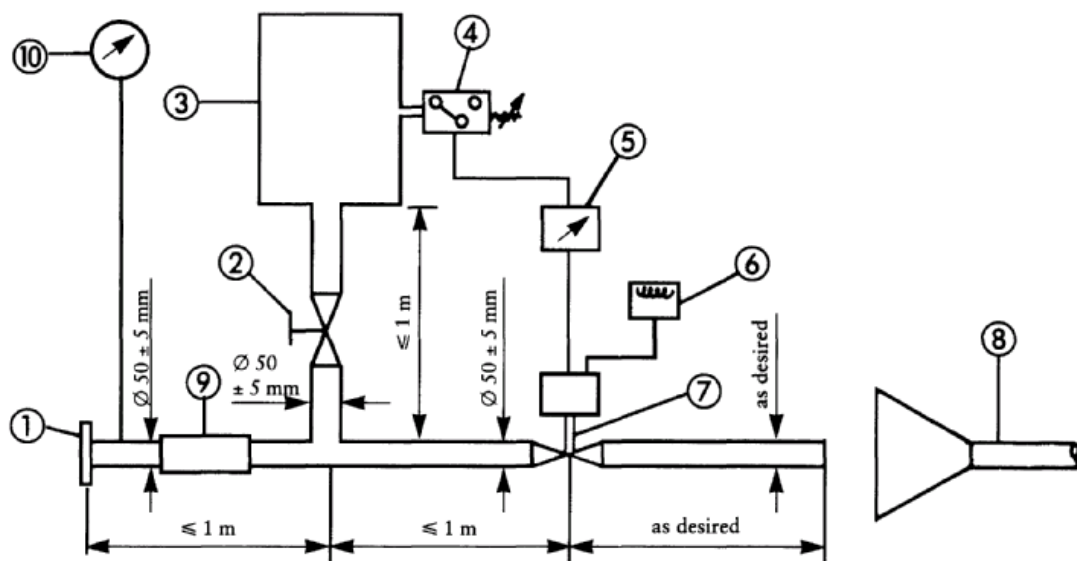 ⑩
④
③
⑤
②
⑥
≤ 1 m
Ø 50 ± 5 mm
Ø 50
± 5 mm
Ø 50 ± 5 mm
as desired
⑧
⑨
⑦
①
≤ 1 m
≤ 1 m
as desired